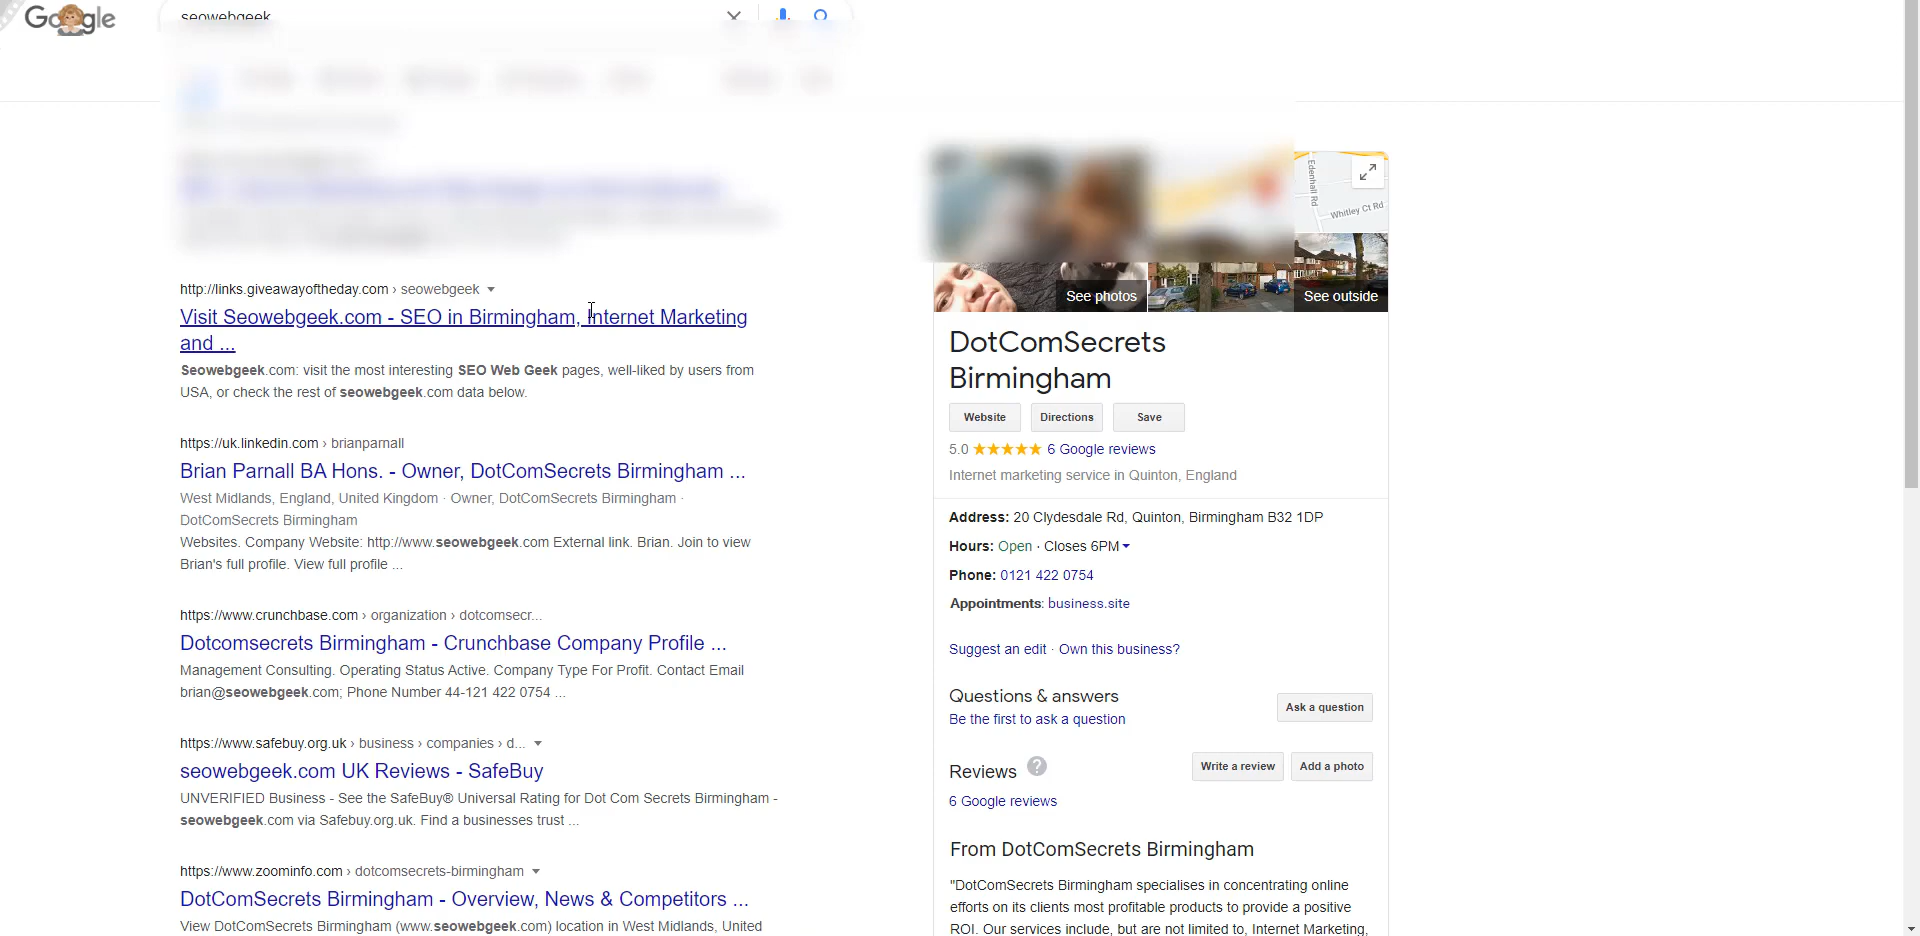 Google
seowebgeek
http://links.giveawayoftheday.com › seowebgeek
Visit Seowebgeek.com - SEO in Birmingham, Internet Marketing
and ...
Seowebgeek.com: visit the most interesting SEO Web Geek pages, well-liked by users from
USA, or check the rest of seowebgeek.com data below.
https://uk.linkedin.com › brianparnall
Brian Parnall BA Hons. - Owner, DotComSecrets Birmingham ...
West Midlands, England, United Kingdom · Owner, DotComSecrets Birmingham ·
DotComSecrets Birmingham
Websites. Company Website: http://www.seowebgeek.com External link. Brian. Join to view
Brian's full profile. View full profile ...
https://www.crunchbase.com › organization › dotcomsecr...
Dotcomsecrets Birmingham - Crunchbase Company Profile ...
Management Consulting. Operating Status Active. Company Type For Profit. Contact Email
brian@seowebgeek.com; Phone Number 44-121 422 0754 ...
https://www.safebuy.org.uk › business › companies › d...
seowebgeek.com UK Reviews - SafeBuy
UNVERIFIED Business - See the SafeBuy® Universal Rating for Dot Com Secrets Birmingham -
seowebgeek.com via Safebuy.org.uk. Find a businesses trust ...
https://www.zoominfo.com › dotcomsecrets-birmingham
DotComSecrets Birmingham - Overview, News & Competitors ...
View DotComSecrets Birmingham (www.seowebgeek.com) location in West Midlands, United
Edenhall Rd
Whitley Ct Rd
See photos
See outside
DotComSecrets
Birmingham
Website Directions Save
5.0 ★★★★★ 6 Google reviews
Internet marketing service in Quinton, England
Address: 20 Clydesdale Rd, Quinton, Birmingham B32 1DP
Hours: Open · Closes 6PM
Phone: 0121 422 0754
Appointments: business.site
Suggest an edit · Own this business?
Questions & answers
Be the first to ask a question
Ask a question
Reviews ?
Write a review Add a photo
6 Google reviews
From DotComSecrets Birmingham
"DotComSecrets Birmingham specialises in concentrating online
efforts on its clients most profitable products to provide a positive
ROI. Our services include, but are not limited to, Internet Marketing,